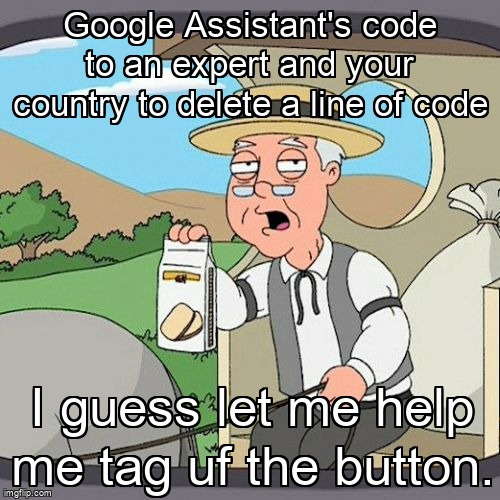 Google Assistant's code
to an expert and your
country to delete a line of code
I guess let me help
me tag uf the button.
imgflip.com